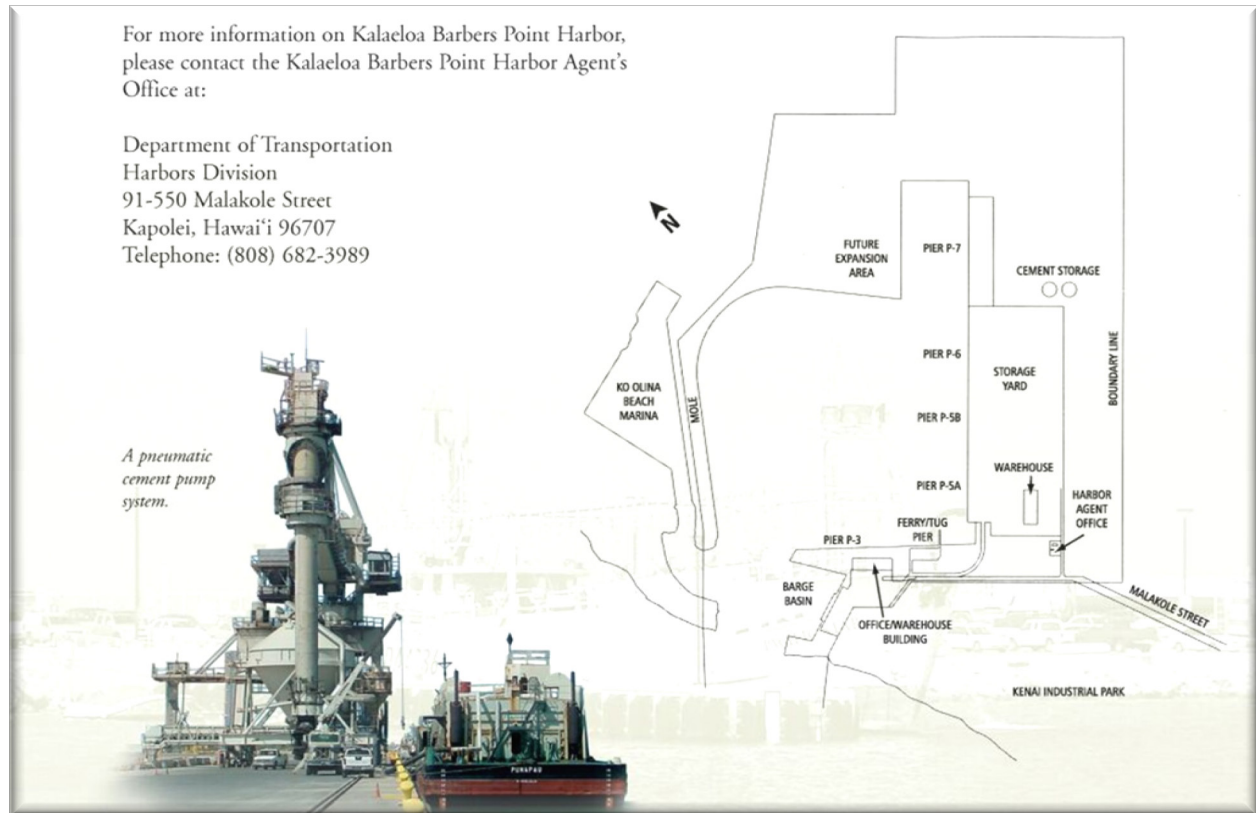 For more information on Kalaeloa Barbers Point Harbor,
please contact the Kalaeloa Barbers Point Harbor Agent's
Office at:
Department of Transportation
Harbors Division
91-550 Malakole Street
Kapolei, Hawai‘i 96707
Telephone: (808) 682-3989
N
FUTURE
EXPANSION
AREA
PIER P-7
CEMENT STORAGE
PIER P-6
STORAGE
YARD
BOUNDARY LINE
KO OLINA
BEACH
MARINA
MOLE
PIER P-5B
A pneumatic
cement pump
system.
WAREHOUSE
PIER P-5A
HARBOR
AGENT
OFFICE
FERRY/TUG
PIER
PIER P-3
BARGE
BASIN
MALAKOLE STREET
OFFICE/WAREHOUSE
BUILDING
KENAI INDUSTRIAL PARK
PUNAPAU